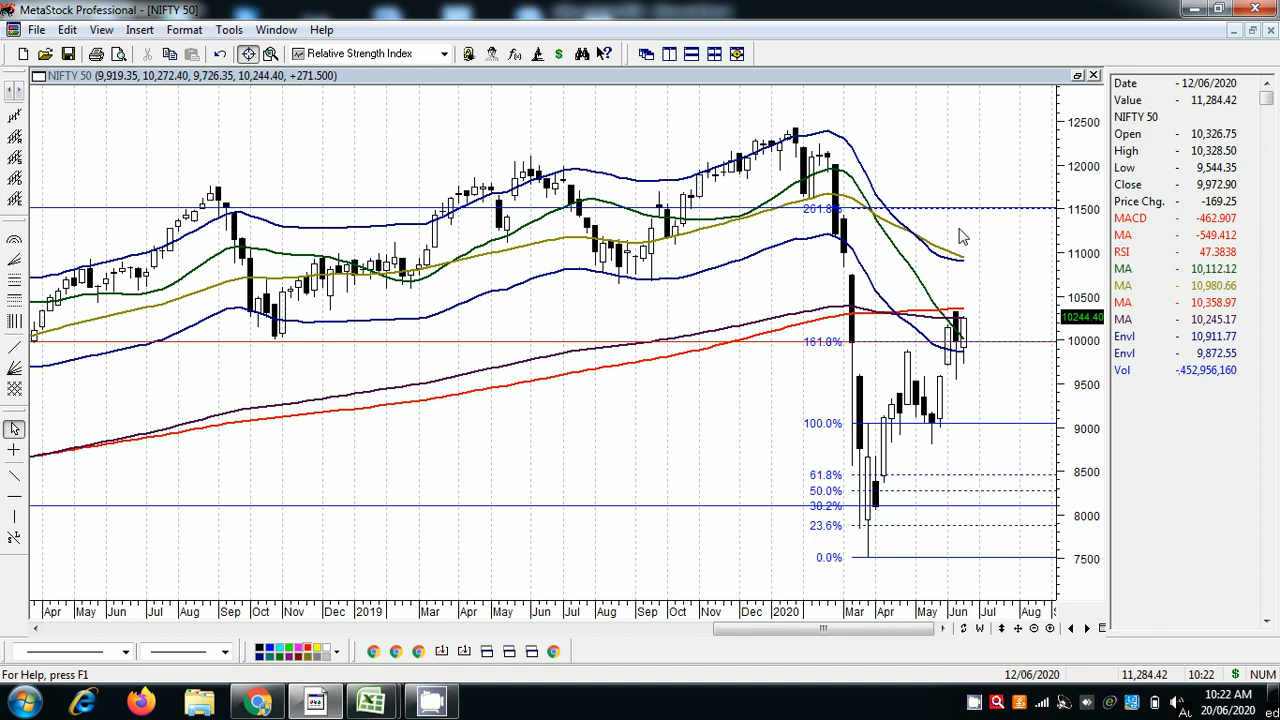 MetaStock Professional - [NIFTY 50]
File Edit View Insert Format Tools Window Help
Relative Strength Index
NIFTY 50 (9,919.35, 10,272.40, 9,726.35, 10,244.40, +271.500)
12500
12000
11500
11000
10500
10244.40
10000
9500
9000
8500
8000
7500
261.8%
161.8%
100.0%
61.8%
50.0%
38.2%
23.6%
0.0%
Apr May Jun Jul Aug Sep Oct Nov Dec 2019 Mar Apr May Jun Jul Aug Sep Oct Nov Dec 2020 Mar Apr May Jun Jul Aug
Date - 12/06/2020
Value - 11,284.42
NIFTY 50
Open - 10,326.75
High - 10,328.50
Low - 9,544.35
Close - 9,972.90
Price Chg. - -169.25
MACD - -462.907
MA - -549.412
RSI - 47.3838
MA - 10,112.12
MA - 10,980.66
MA - 10,358.97
MA - 10,245.17
Envl - 10,911.77
Envl - 9,872.55
Vol -,452,956,160
For Help, press F1
12/06/2020 11,284.42 10:22 $ NUM
10:22 AM
20/06/2020